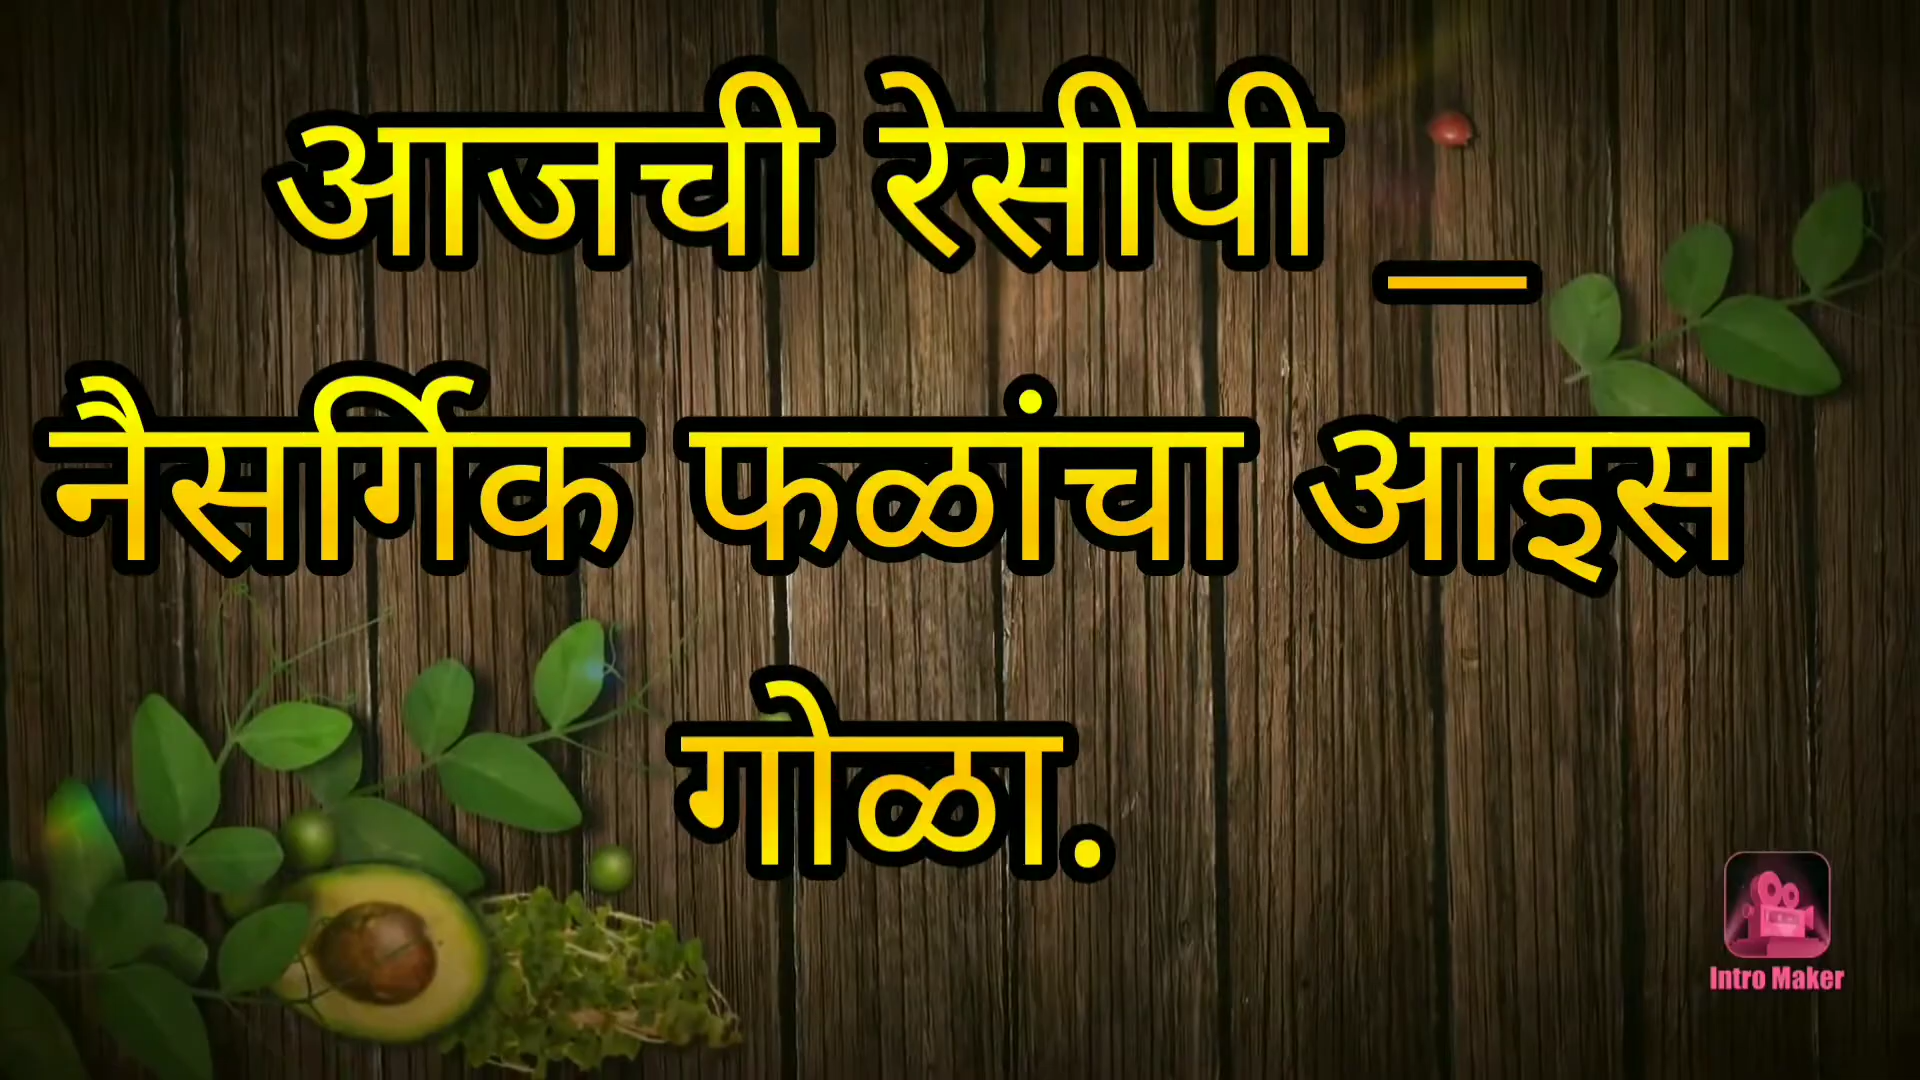 आजची रेसीपी _
नैसर्गिक फळांचा आइस
गोळा.
Intro Maker